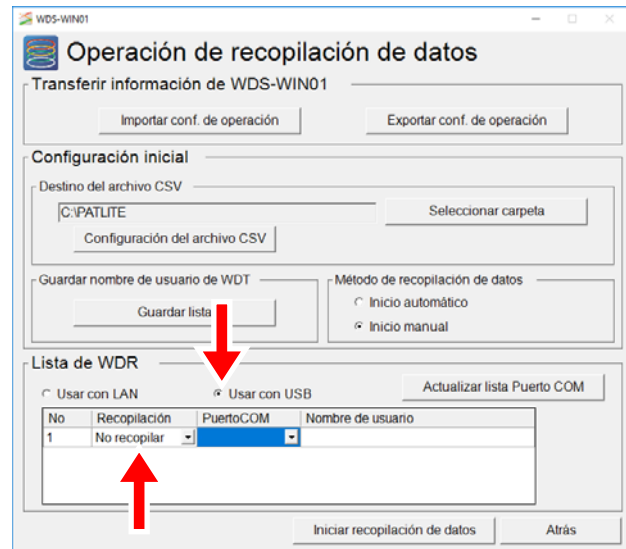 WDS-WIN01
Operación de recopilación de datos
Transferir información de WDS-WIN01
Importar conf. de operación Exportar conf. de operación
Configuración inicial
Destino del archivo CSV
C:\PATLITE Seleccionar carpeta
Configuración del archivo CSV
Guardar nombre de usuario de WDT Método de recopilación de datos
Guardar lista Inicio automático
Inicio manual
Lista de WDR
Usar con LAN Usar con USB Actualizar lista Puerto COM
No Recopilación PuertoCOM Nombre de usuario
1 No recopilar
Iniciar recopilación de datos Atrás